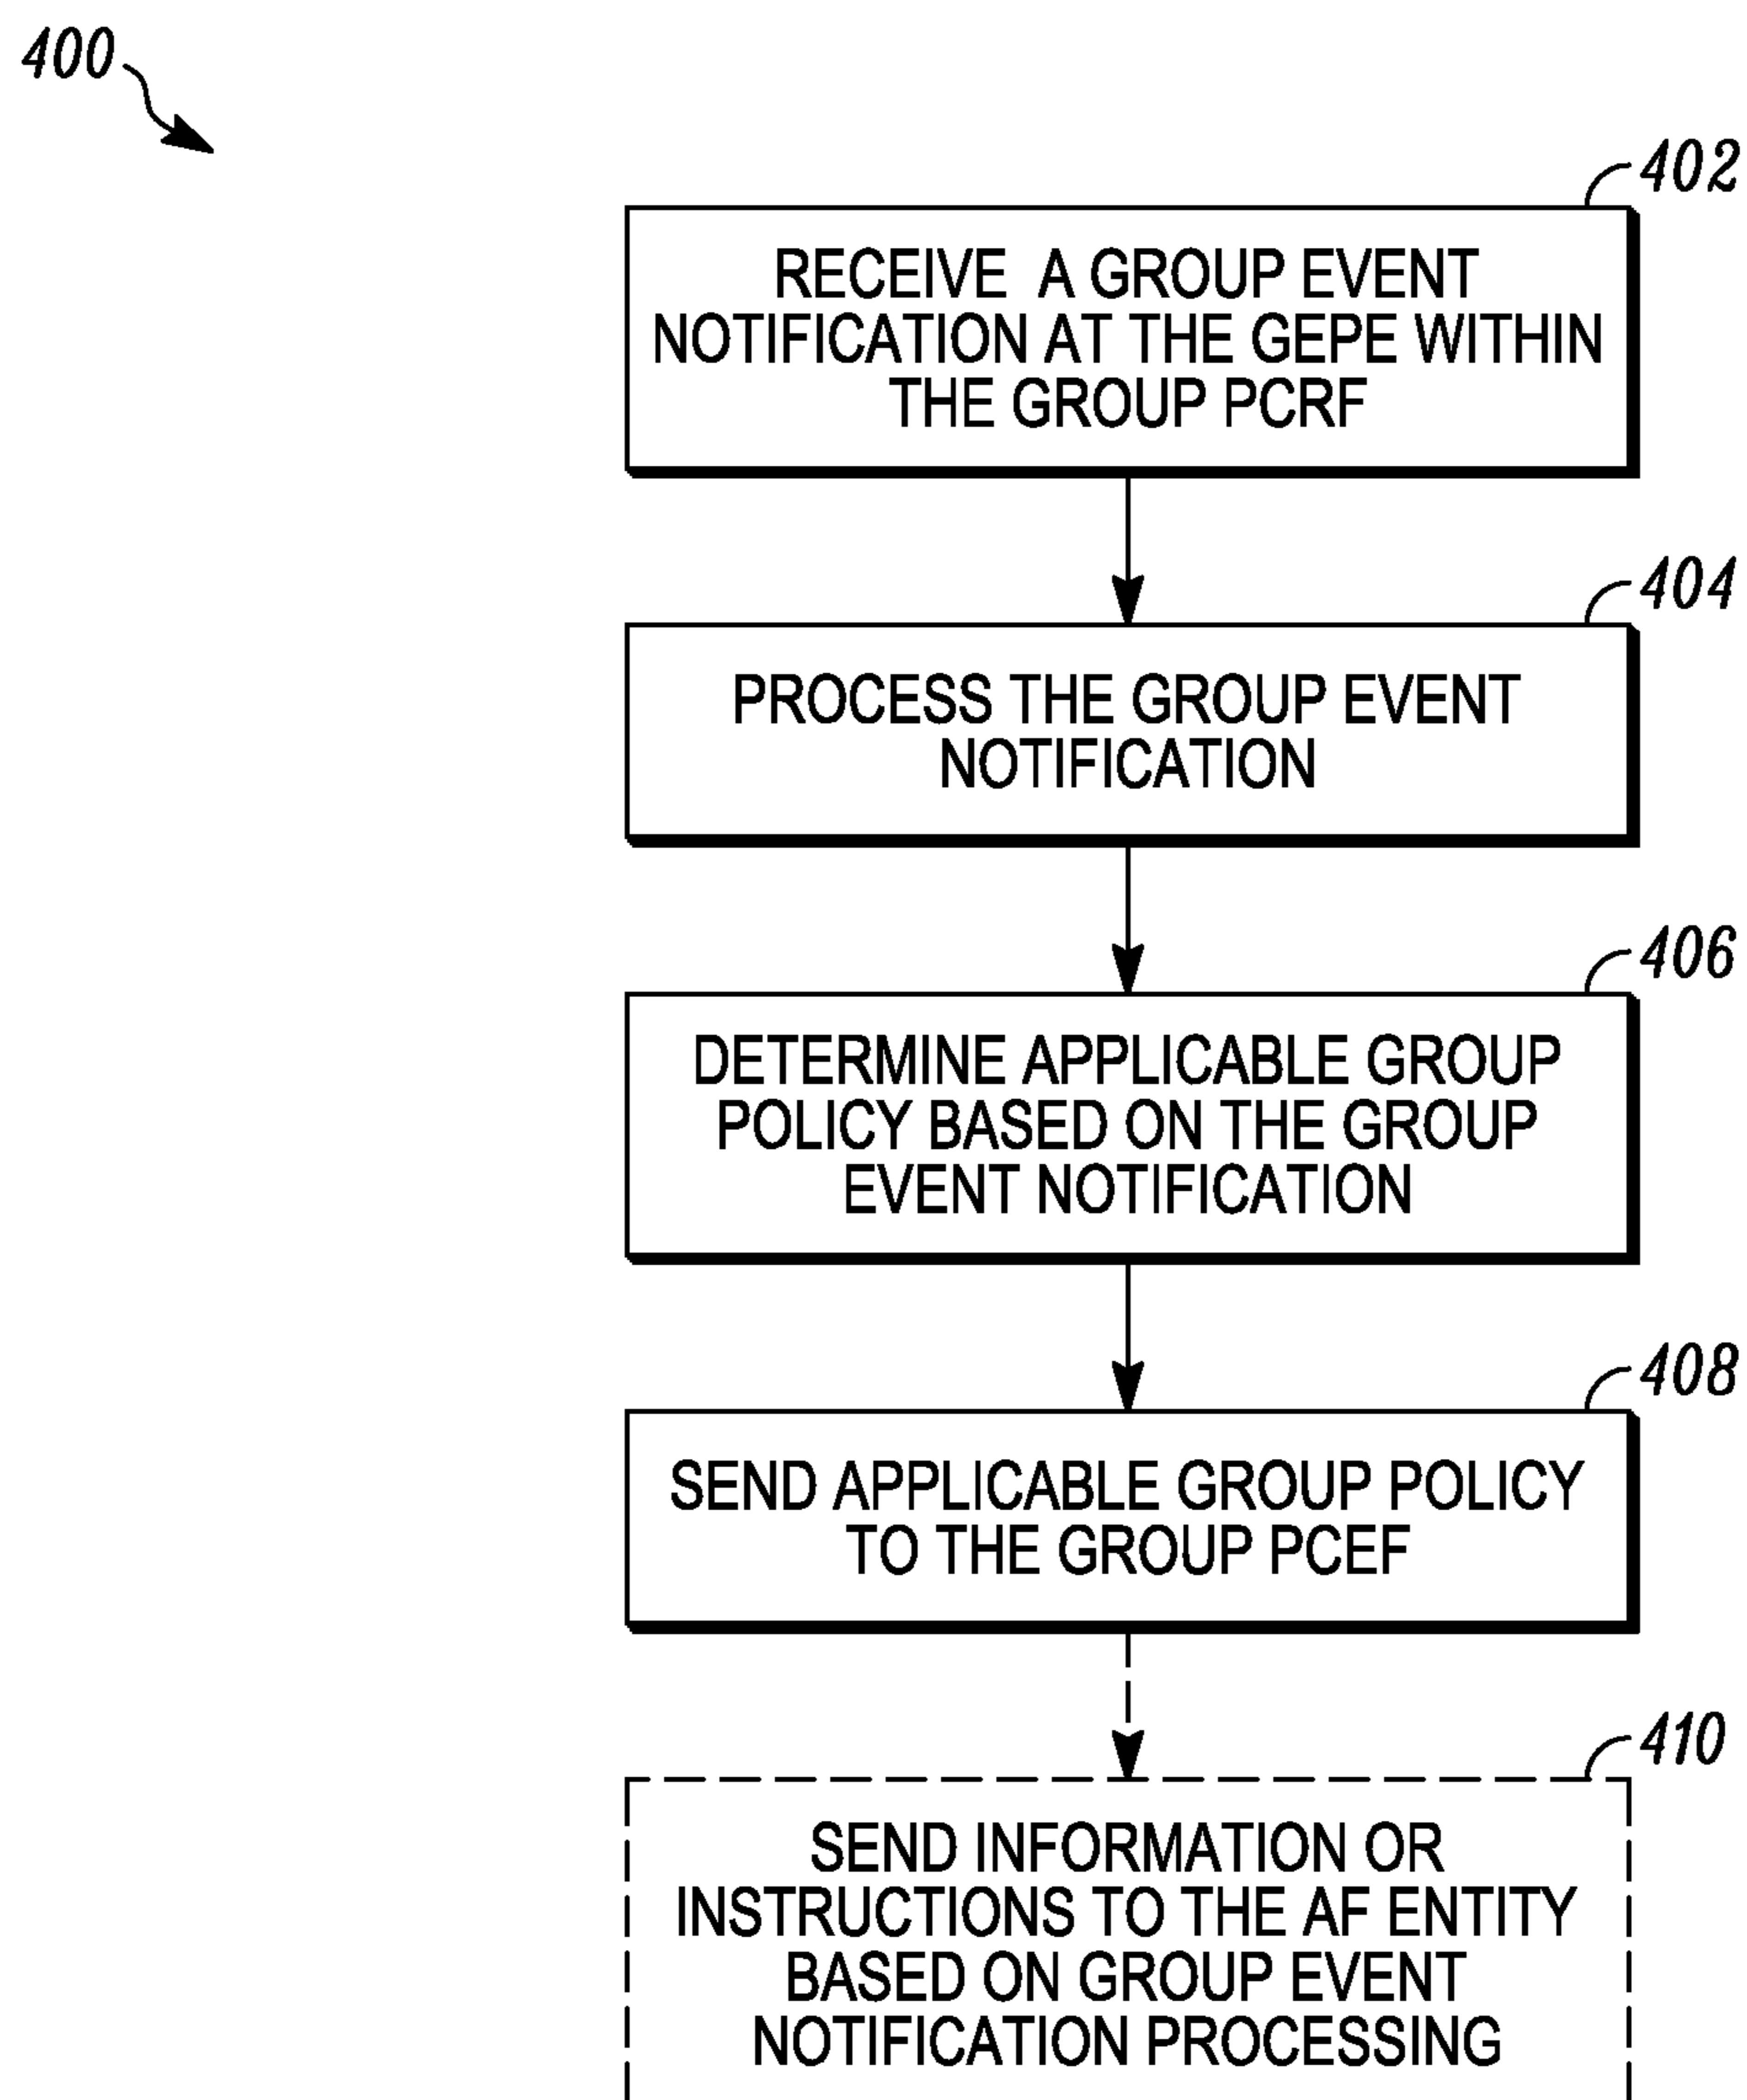 400
402
RECEIVE A GROUP EVENT
NOTIFICATION AT THE GEPE WITHIN
THE GROUP PCRF
404
PROCESS THE GROUP EVENT
NOTIFICATION
406
DETERMINE APPLICABLE GROUP
POLICY BASED ON THE GROUP
EVENT NOTIFICATION
408
SEND APPLICABLE GROUP POLICY
TO THE GROUP PCEF
410
SEND INFORMATION OR
INSTRUCTIONS TO THE AF ENTITY
BASED ON GROUP EVENT
NOTIFICATION PROCESSING